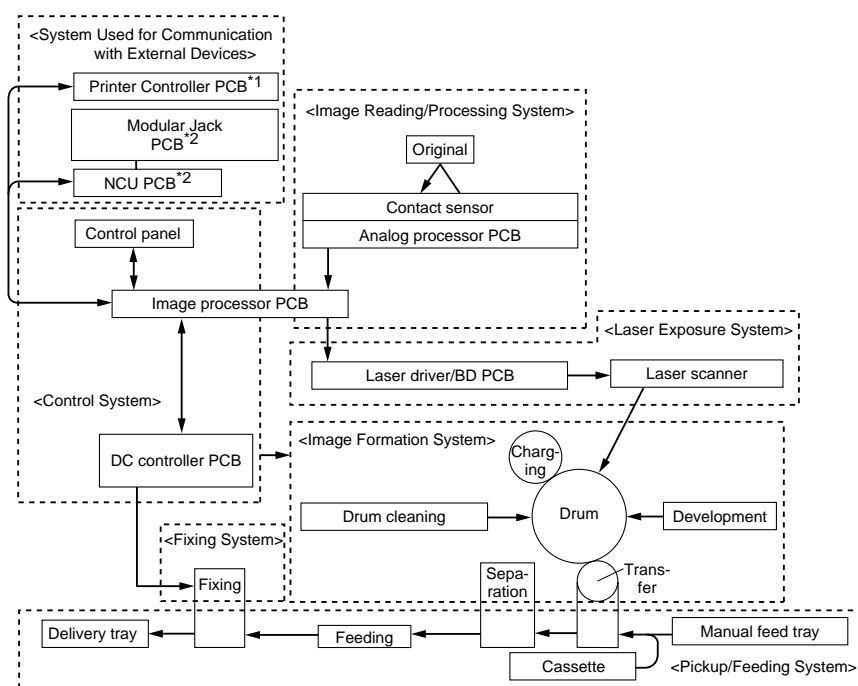 <System Used for Communication
with External Devices>
Printer Controller PCB*1
Modular Jack
PCB*2
NCU PCB*2
<Image Reading/Processing System>
Original
Contact sensor
Analog processor PCB
Control panel
Image processor PCB
<Laser Exposure System>
Laser driver/BD PCB
Laser scanner
<Control System>
DC controller PCB
<Image Formation System>
Charg-
ing
Drum cleaning
Drum
Development
<Fixing System>
Fixing
Sepa-
ration
Trans-
fer
Delivery tray
Feeding
Manual feed tray
Cassette
<Pickup/Feeding System>